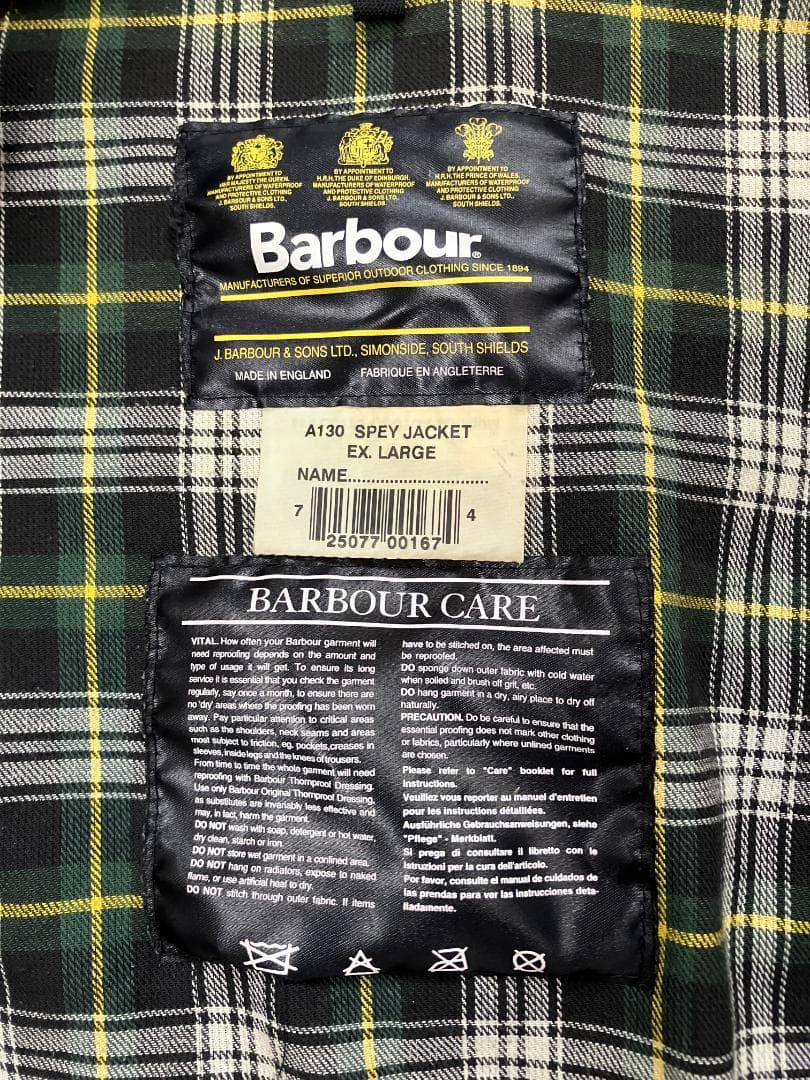 BY APPOINTMENT TO
HER MAJESTY THE QUEEN.
MANUFACTURERS OF WATERPROOF
AND PROTECTIVE CLOTHING
J. BARBOUR & SONS LTD.
SOUTH SHIELDS.
BY APPOINTMENT TO
H.R.H. THE DUKE OF EDINBURGH.
MANUFACTURERS OF WATERPROOF
AND PROTECTIVE CLOTHING
J. BARBOUR & SONS LTD.
SOUTH SHIELDS.
BY APPOINTMENT TO
H.R.H. THE PRINCE OF WALES.
MANUFACTURERS OF WATERPROOF
AND PROTECTIVE CLOTHING
J. BARBOUR & SONS LTD.
SOUTH SHIELDS.
Barbour®
MANUFACTURERS OF SUPERIOR OUTDOOR CLOTHING SINCE 1894
J. BARBOUR & SONS LTD., SIMONSIDE, SOUTH SHIELDS
MADE IN ENGLAND FABRIQUE EN ANGLETERRE
A130 SPEY JACKET
EX. LARGE
NAME..............................
7 25077 00167 4
BARBOUR CARE
VITAL. How often your Barbour garment will
need reproofing depends on the amount and
type of usage it will get. To ensure its long
service it is essential that you check the garment
regularly, say once a month, to ensure there are
no 'dry' areas where the proofing has been worn
away. Pay particular attention to critical areas
such as the shoulders, neck seams and areas
most subject to friction, eg. pockets,creases in
sleeves, inside legs and the knees of trousers.
From time to time the whole garment will need
reproofing with Barbour Thornproof Dressing.
Use only Barbour Original Thornproof Dressing,
as substitutes are invariably less effective and
may, in fact, harm the garment.
DO NOT wash with soap, detergent or hot water,
dry clean, starch or iron.
DO NOT store wet garment in a confined area.
DO NOT hang on radiators, expose to naked
flame, or use artificial heat to dry.
DO NOT stitch through outer fabric. If items
have to be stitched on, the area affected must
be reproofed.
DO sponge down outer fabric with cold water
when soiled and brush off grit, etc.
DO hang garment in a dry, airy place to dry off
naturally.
PRECAUTION. Do be careful to ensure that the
essential proofing does not mark other clothing
or fabrics, particularly where unlined garments
are chosen.
Please refer to "Care" booklet for full
instructions.
Veuillez vous reporter au manuel d'entretien
pour les instructions détaillées.
Ausführliche Gebrauchsanweisungen, siehe
"Pflege" - Merkblatt.
Si prega di consultare il libretto con le
istruzioni per la cura dell'articolo.
Por favor, consulte el manual de cuidados de
las prendas para ver las instrucciones deta-
lladamente.